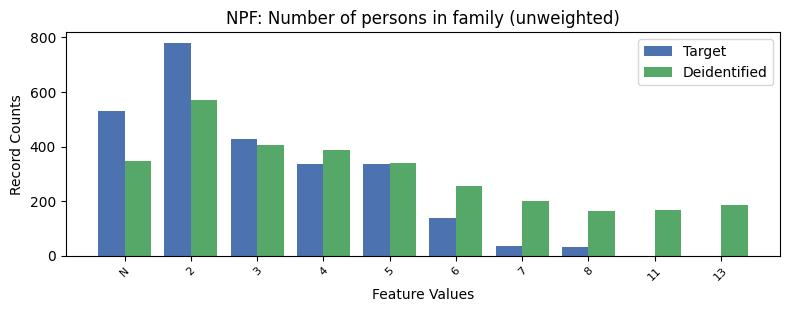 NPF: Number of persons in family (unweighted)
Target
Deidentified
Record Counts
800
600
400
200
0
N 2 3 4 5 6 7 8 11 13
Feature Values